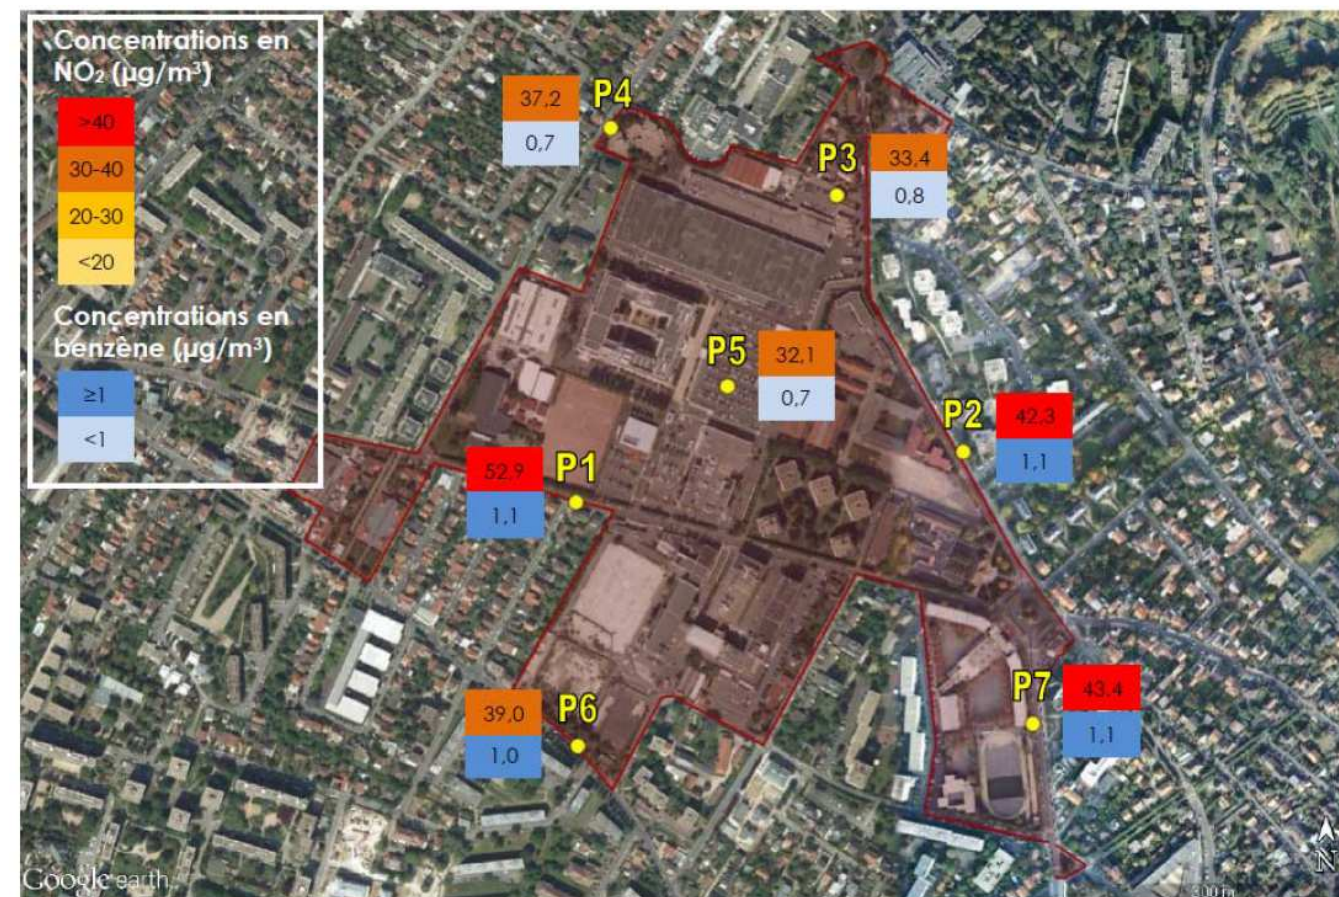 Concentrations en
NO₂ (µg/m³)
>40
30-40
20-30
<20
Concentrations en
benzène (µg/m³)
≥1
<1
37,2
P4
0,7
P3
33,4
0,8
P5
32,1
0,7
P2
42,3
1,1
52,9
P1
1,1
39,0
P6
1,0
P7
43,4
1,1
N
Google earth
300 m